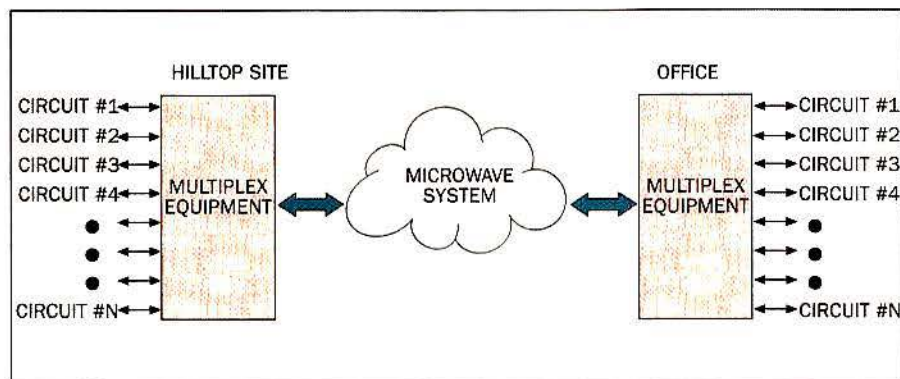 HILLTOP SITE
OFFICE
CIRCUIT #1
CIRCUIT #2
CIRCUIT #3
CIRCUIT #4
CIRCUIT #N
MULTIPLEX
EQUIPMENT
MICROWAVE
SYSTEM
MULTIPLEX
EQUIPMENT
CIRCUIT #1
CIRCUIT #2
CIRCUIT #3
CIRCUIT #4
CIRCUIT #N